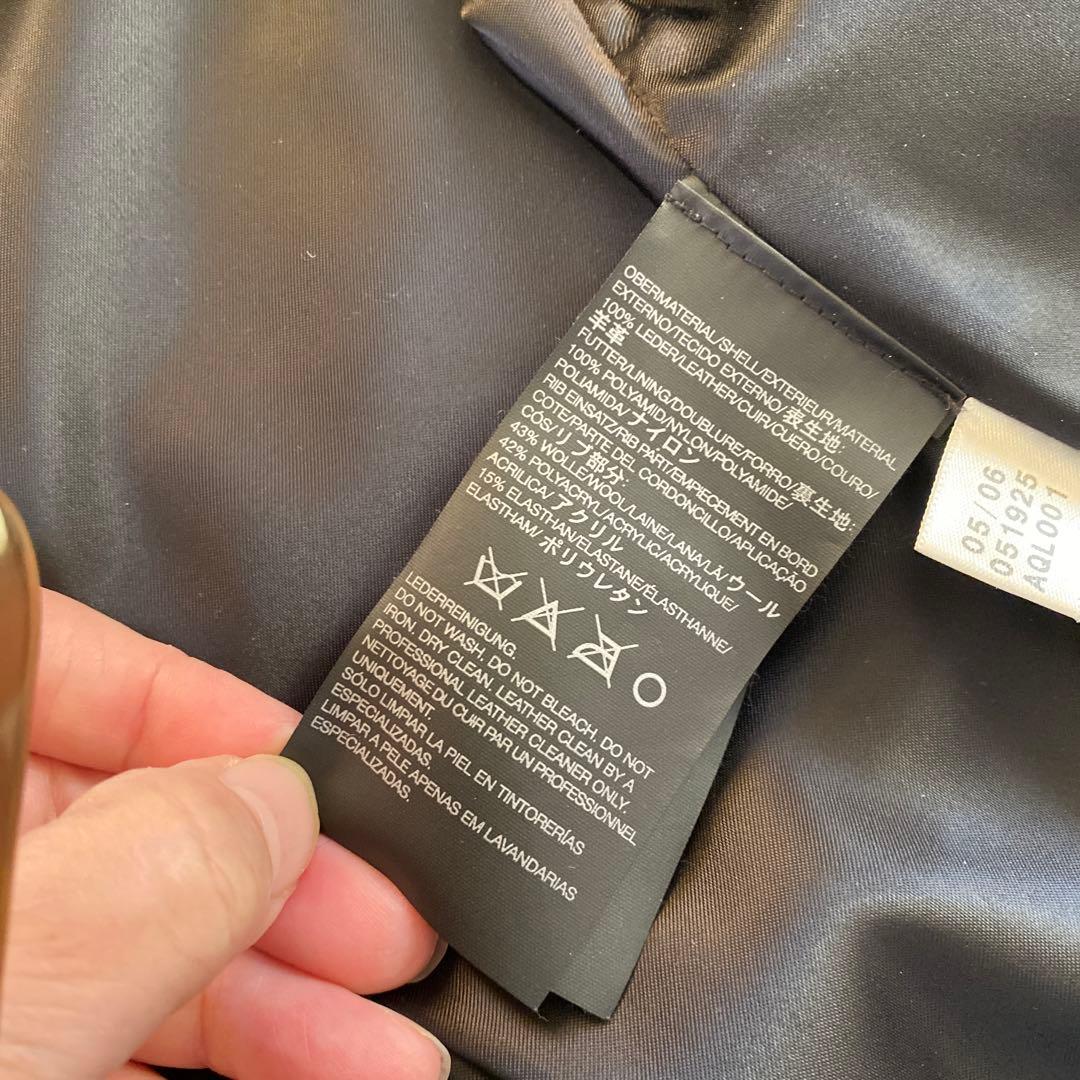 OBERMATERIAL/SHELL/EXTERIEUR/MATERIAL
EXTERNO/TECIDO EXTERNO/表生地:
100% LEDER/LEATHER/CUIR/CUERO/COURO/
羊革
FUTTER/LINING/DOUBLURE/FORRO/裏生地:
100% POLYAMID/NYLON/POLYAMIDE/
POLIAMIDA/ナイロン
RIB EINSATZ/RIB PART/EMPIECEMENT EN BORD
COTE/PARTE DEL CORDONCILLO/APLICAÇÃO
CÓS/リブ部分:
43% WOLLE/WOOL/LAINE/LANA/LÃ/ウール
42% POLYACRYL/ACRYLIC/ACRYLIQUE/
ACRILICA/アクリル
15% ELASTHAN/ELASTANE/ÉLASTHANNE/
ELASTHAM/ポリウレタン
LEDERREINIGUNG.
DO NOT WASH, DO NOT BLEACH, DO NOT
IRON, DRY CLEAN, LEATHER CLEAN BY A
PROFESSIONAL LEATHER CLEANER ONLY.
NETTOYAGE DU CUIR PAR UN PROFESSIONNEL
UNIQUEMENT.
SÓLO LIMPIAR LA PIEL EN TINTORERÍAS
ESPECIALIZADAS.
LIMPAR A PELE APENAS EM LAVANDARIAS
ESPECIALIZADAS.
05/06
051925
AQL001